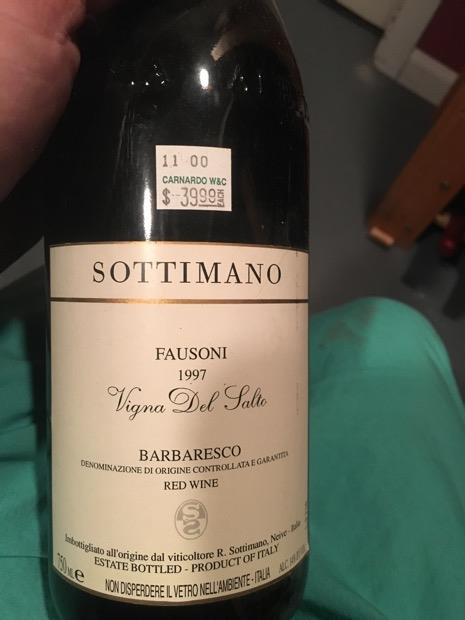 11 00
CARNARDO W&C
$ 39.99 EACH
SOTTIMANO
FAUSONI
1997
Vigna Del Salto
BARBARESCO
DENOMINAZIONE DI ORIGINE CONTROLLATA E GARANTITA
RED WINE
Imbottigliato all'origine dal viticoltore R. Sottimano, Neive - Italia
ESTATE BOTTLED - PRODUCT OF ITALY
750 ML e
NON DISPERDERE IL VETRO NELL'AMBIENTE - ITALIA